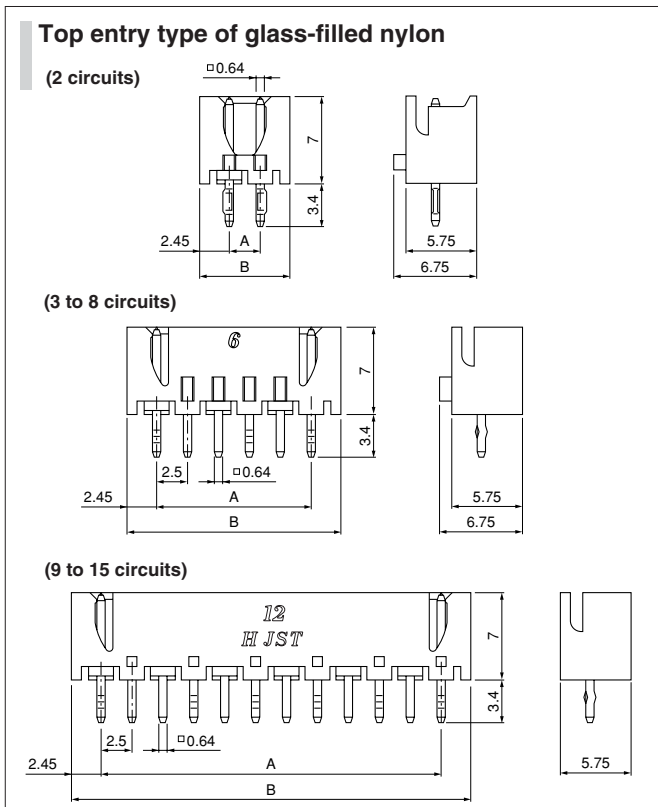 Top entry type of glass-filled nylon
(2 circuits)
□0.64
7
3.4
2.45
A
B
5.75
6.75
(3 to 8 circuits)
6
7
3.4
2.5
□0.64
2.45
A
B
5.75
6.75
(9 to 15 circuits)
12
H JST
7
3.4
2.5
□0.64
2.45
A
B
5.75